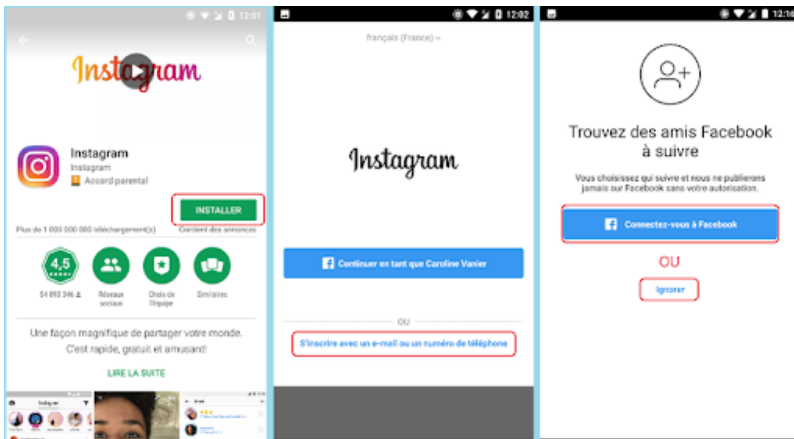 12:01
Instagram
Instagram
Instagram
Accord parental
INSTALLER
Plus de 1 000 000 000 téléchargement(s)
Contient des annonces
4,5
54 893 346
Réseaux
sociaux
Choix de
l'équipe
Similaires
Une façon magnifique de partager votre monde.
C'est rapide, gratuit et amusant!
LIRE LA SUITE
12:02
français (France)
Instagram
Continuer en tant que Caroline Vanier
OU
S'inscrire avec un e-mail ou un numéro de téléphone
12:16
Trouvez des amis Facebook
à suivre
Vous choisissez qui suivre et nous ne publierons
jamais sur Facebook sans votre autorisation.
Connectez-vous à Facebook
OU
Ignorer